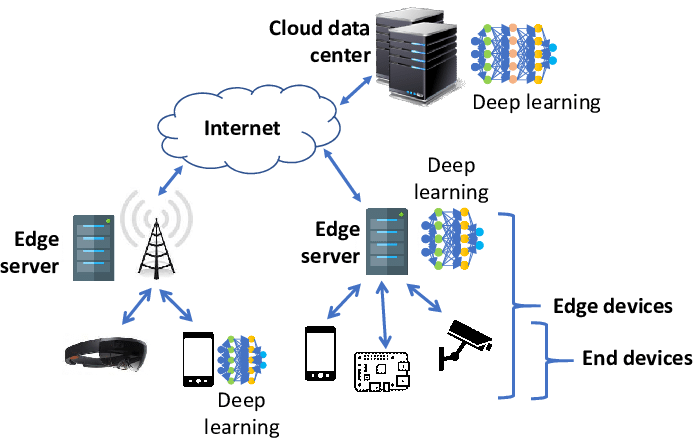 Cloud data
center
Deep learning
Internet
Deep
learning
Edge
server
Edge
server
Edge devices
End devices
Deep
learning